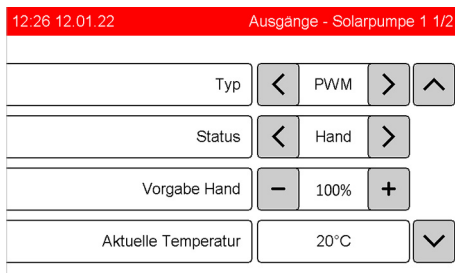 12:26 12.01.22 Ausgänge - Solarpumpe 1 1/2
Typ < PWM >
Status < Hand >
Vorgabe Hand − 100% +
Aktuelle Temperatur 20°C